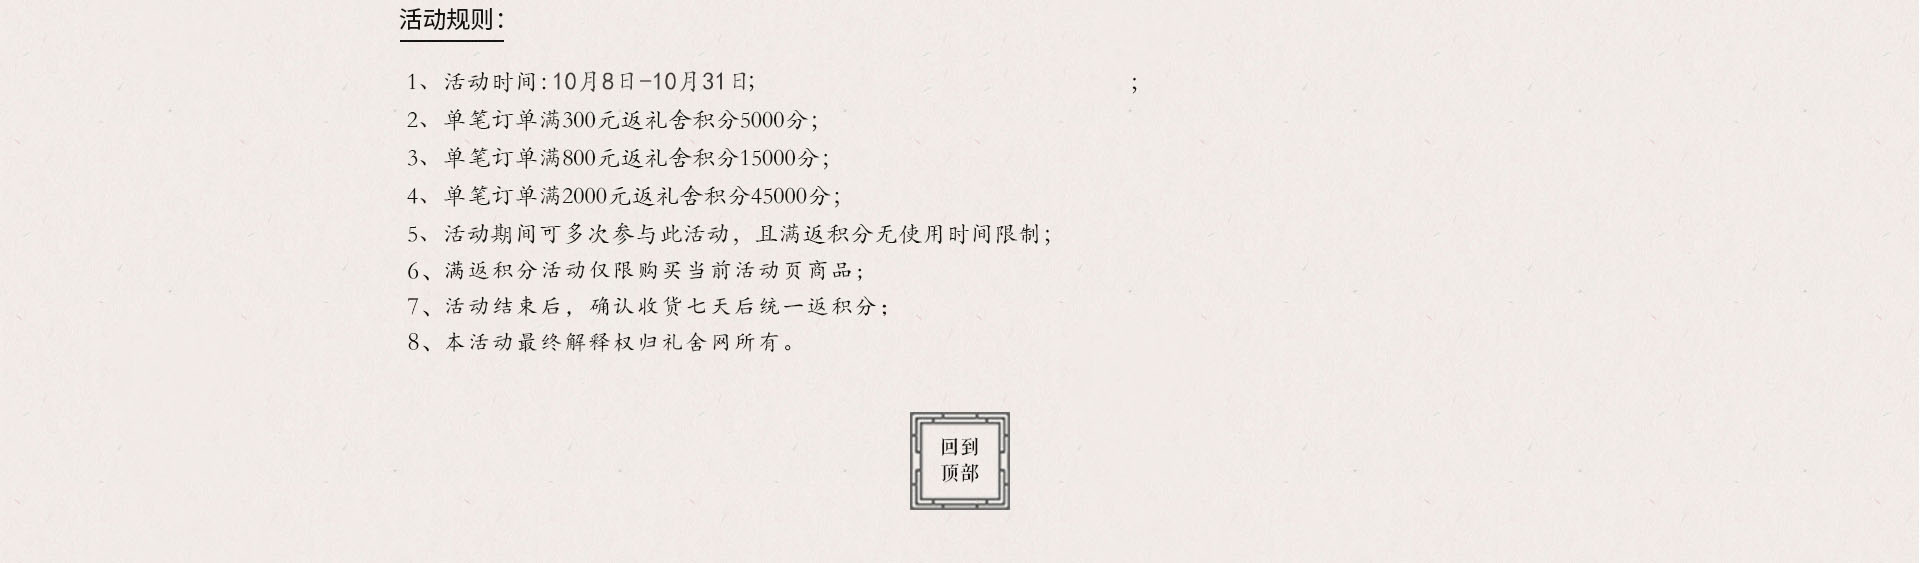 活动规则：
1、活动时间:10月8日-10月31日; ;
2、单笔订单满300元返礼舍积分5000分；
3、单笔订单满800元返礼舍积分15000分；
4、单笔订单满2000元返礼舍积分45000分；
5、活动期间可多次参与此活动，且满返积分无使用时间限制；
6、满返积分活动仅限购买当前活动页商品；
7、活动结束后，确认收货七天后统一返积分；
8、本活动最终解释权归礼舍网所有。
回到
顶部